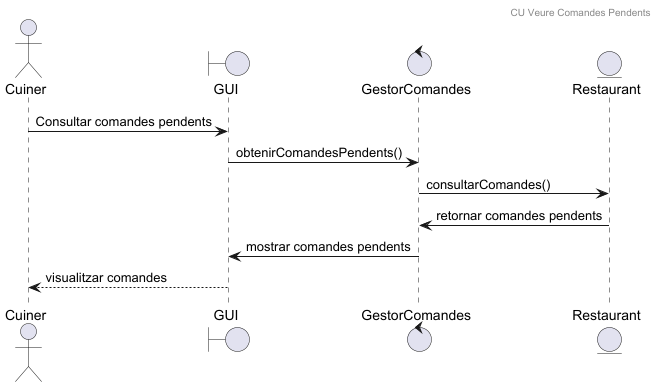 CU Veure Comandes Pendents
Cuiner
GUI
GestorComandes
Restaurant
Consultar comandes pendents
obtenirComandesPendents()
consultarComandes()
retornar comandes pendents
mostrar comandes pendents
visualitzar comandes
Cuiner
GUI
GestorComandes
Restaurant